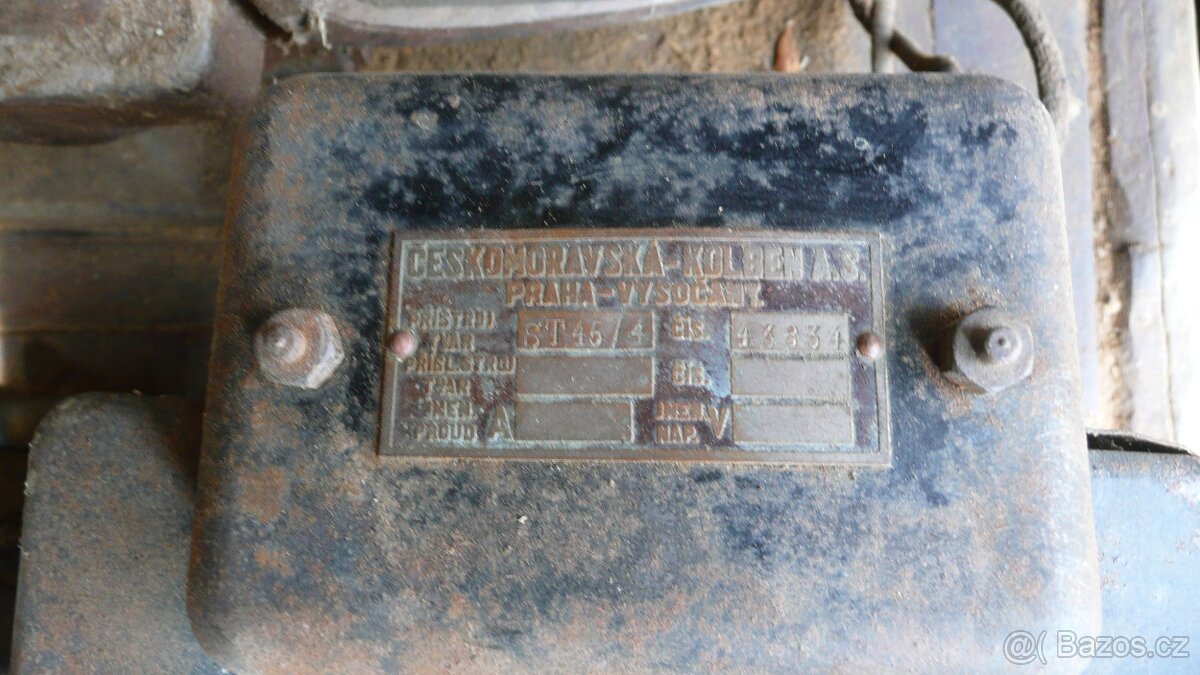 ČESKOMORAVSKÁ-KOLBEN A.S.
PRAHA-VYSOČANY
PŘÍSTROJ
TVAR ST 45/4 ČÍS. 43834
PŘÍSL.STROJ
TVAR ČÍS.
JMEN. JMEN.
PROUD A NAP. V
@( Bazos.cz